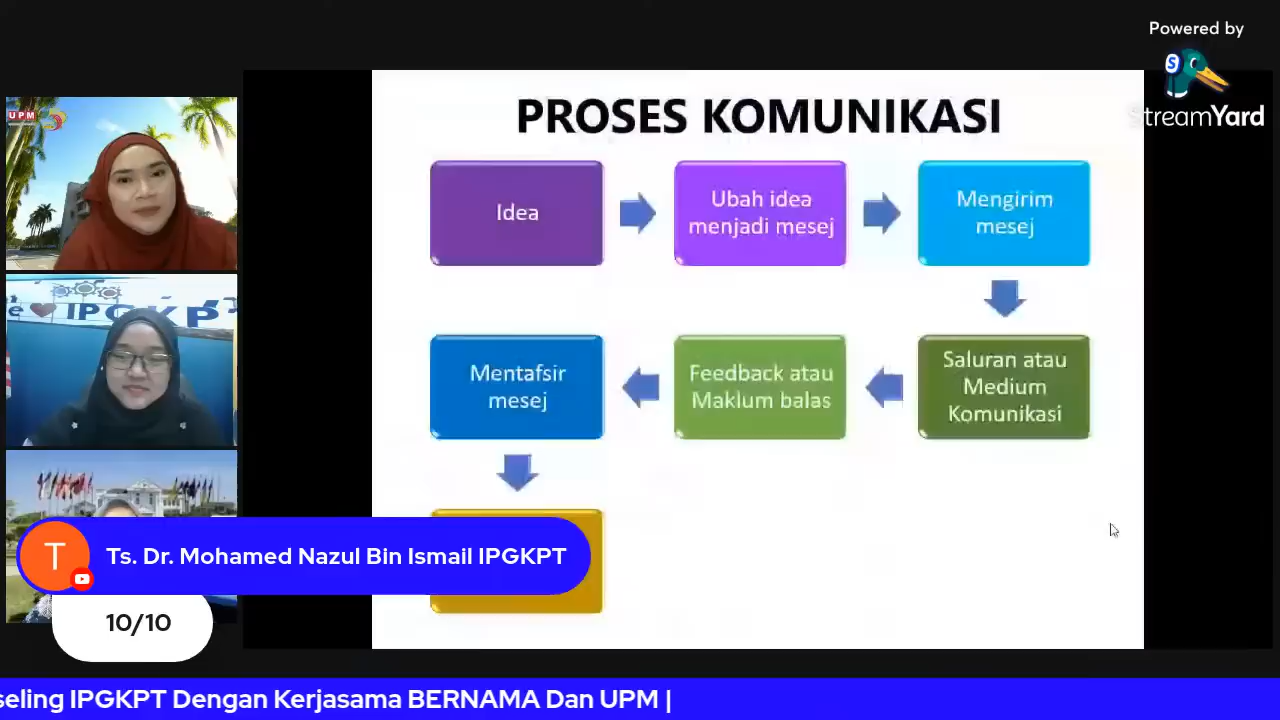 Powered by
StreamYard
UPM
IPGKP
PROSES KOMUNIKASI
Idea
Ubah idea
menjadi mesej
Mengirim
mesej
Mentafsir
mesej
Feedback atau
Maklum balas
Saluran atau
Medium
Komunikasi
T
Ts. Dr. Mohamed Nazul Bin Ismail IPGKPT
10/10
seling IPGKPT Dengan Kerjasama BERNAMA Dan UPM |